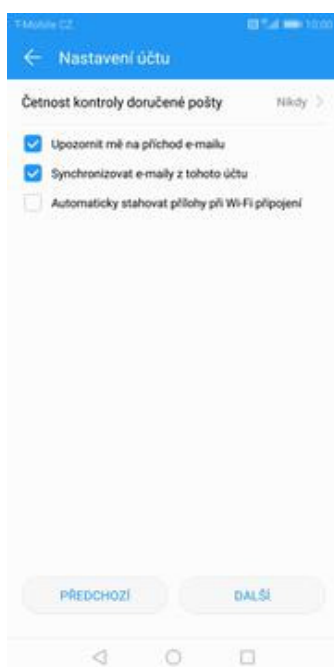 T-Mobile CZ 10:00
Nastavení účtu
Četnost kontroly doručené pošty Nikdy
Upozornit mě na příchod e-mailu
Synchronizovat e-maily z tohoto účtu
Automaticky stahovat přílohy při Wi-Fi připojení
PŘEDCHOZÍ DALŠÍ